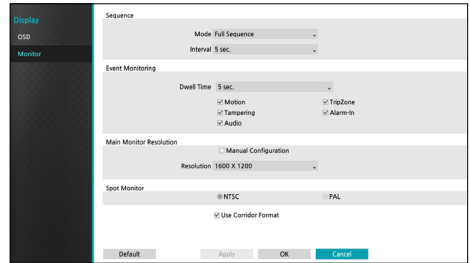 Display
OSD
Monitor
Sequence
Mode Full Sequence
Interval 5 sec.
Event Monitoring
Dwell Time 5 sec.
Motion TripZone
Tampering Alarm-In
Audio
Main Monitor Resolution
Manual Configuration
Resolution 1600 X 1200
Spot Monitor
NTSC PAL
Use Corridor Format
Default Apply OK Cancel